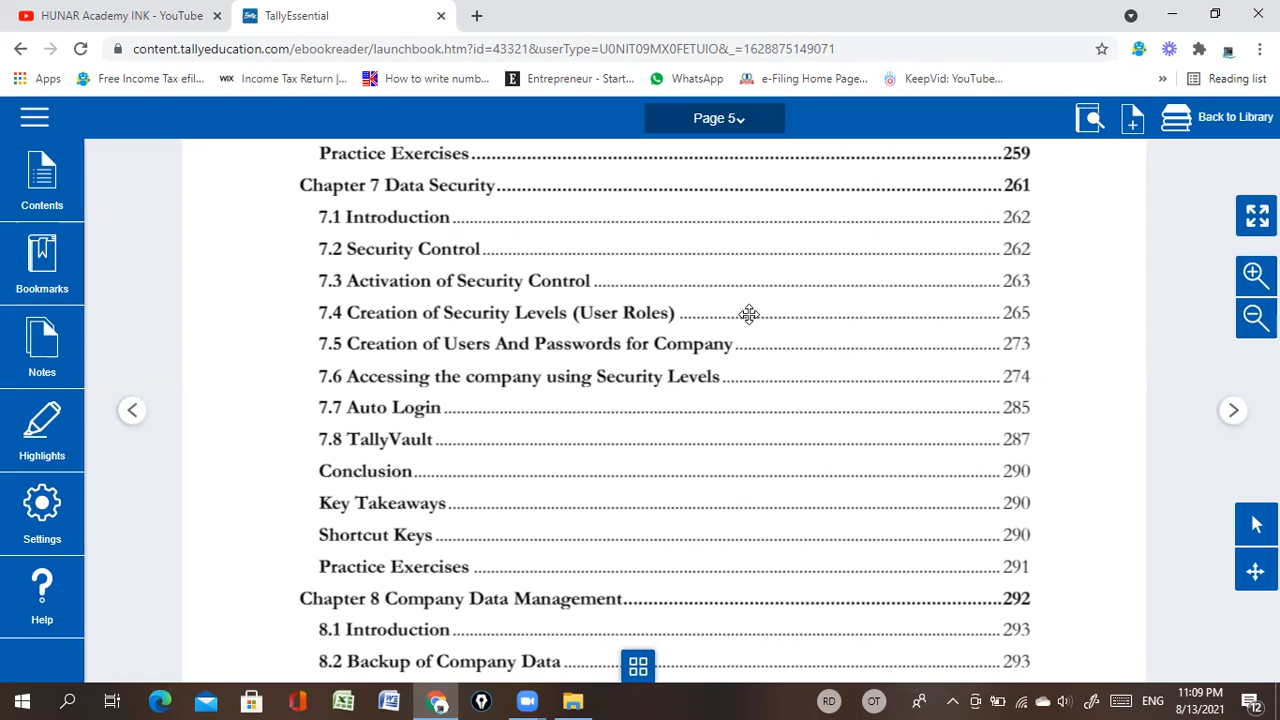 HUNAR Academy INK - YouTube
TallyEssential
content.tallyeducation.com/ebookreader/launchbook.htm?id=43321&userType=U0NIT09MX0FETUlO&_=1628875149071
Apps
Free Income Tax efil...
WIX Income Tax Return |...
How to write numb...
E Entrepreneur - Start...
WhatsApp
e-Filing Home Page...
KeepVid: YouTube...
»
Reading list
Page 5
Back to Library
Contents
Bookmarks
Notes
Highlights
Settings
Help
Practice Exercises 259
Chapter 7 Data Security 261
7.1 Introduction 262
7.2 Security Control 262
7.3 Activation of Security Control 263
7.4 Creation of Security Levels (User Roles) 265
7.5 Creation of Users And Passwords for Company 273
7.6 Accessing the company using Security Levels 274
7.7 Auto Login 285
7.8 TallyVault 287
Conclusion 290
Key Takeaways 290
Shortcut Keys 290
Practice Exercises 291
Chapter 8 Company Data Management 292
8.1 Introduction 293
8.2 Backup of Company Data 293
RD
OT
ENG
11:09 PM
8/13/2021
12